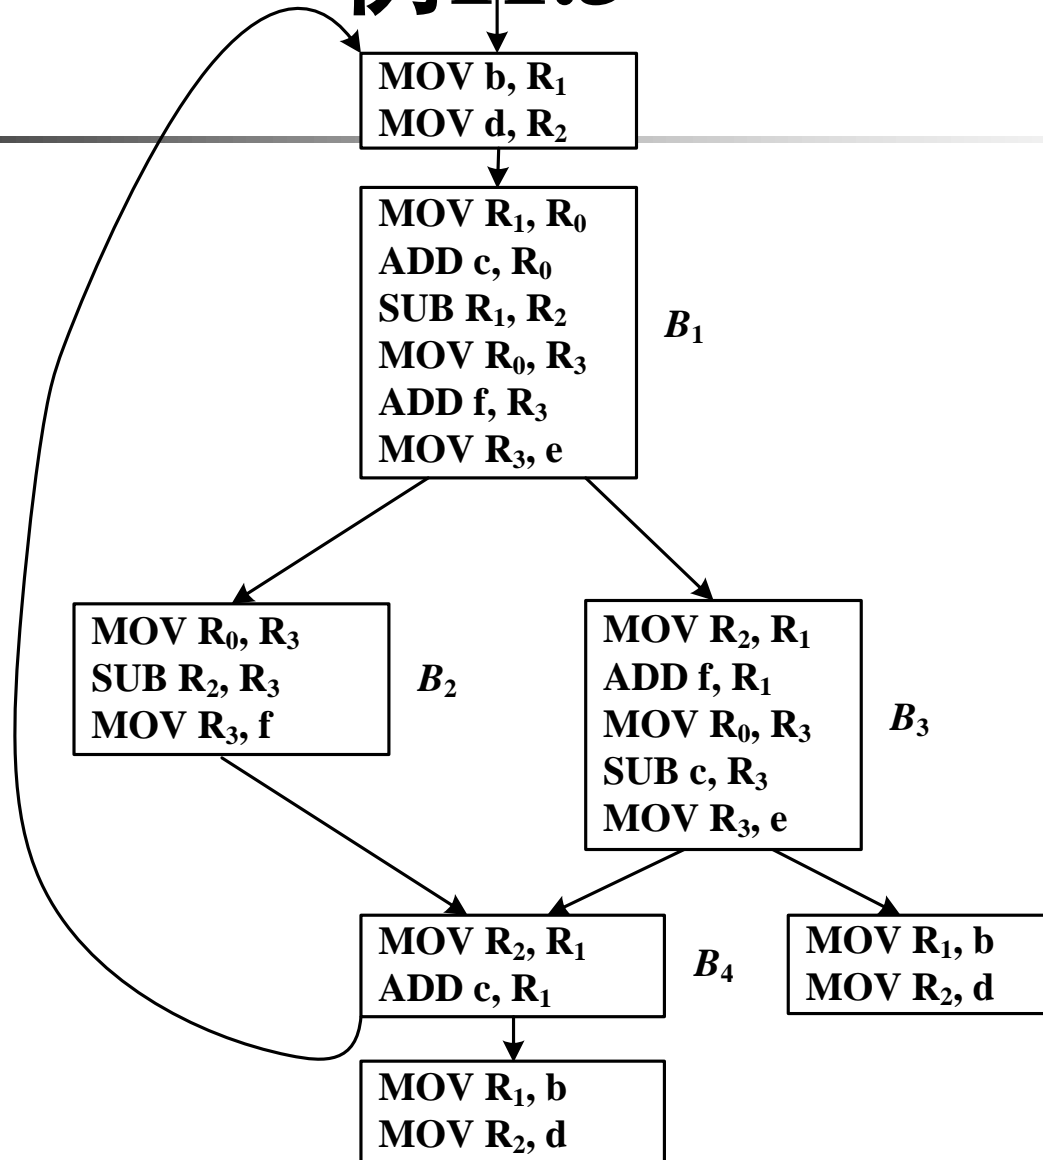 MOV b, R₁
MOV d, R₂
MOV R₁, R₀
ADD c, R₀
SUB R₁, R₂
MOV R₀, R₃
ADD f, R₃
MOV R₃, e
B₁
MOV R₀, R₃
SUB R₂, R₃
MOV R₃, f
B₂
MOV R₂, R₁
ADD f, R₁
MOV R₀, R₃
SUB c, R₃
MOV R₃, e
B₃
MOV R₂, R₁
ADD c, R₁
B₄
MOV R₁, b
MOV R₂, d
MOV R₁, b
MOV R₂, d